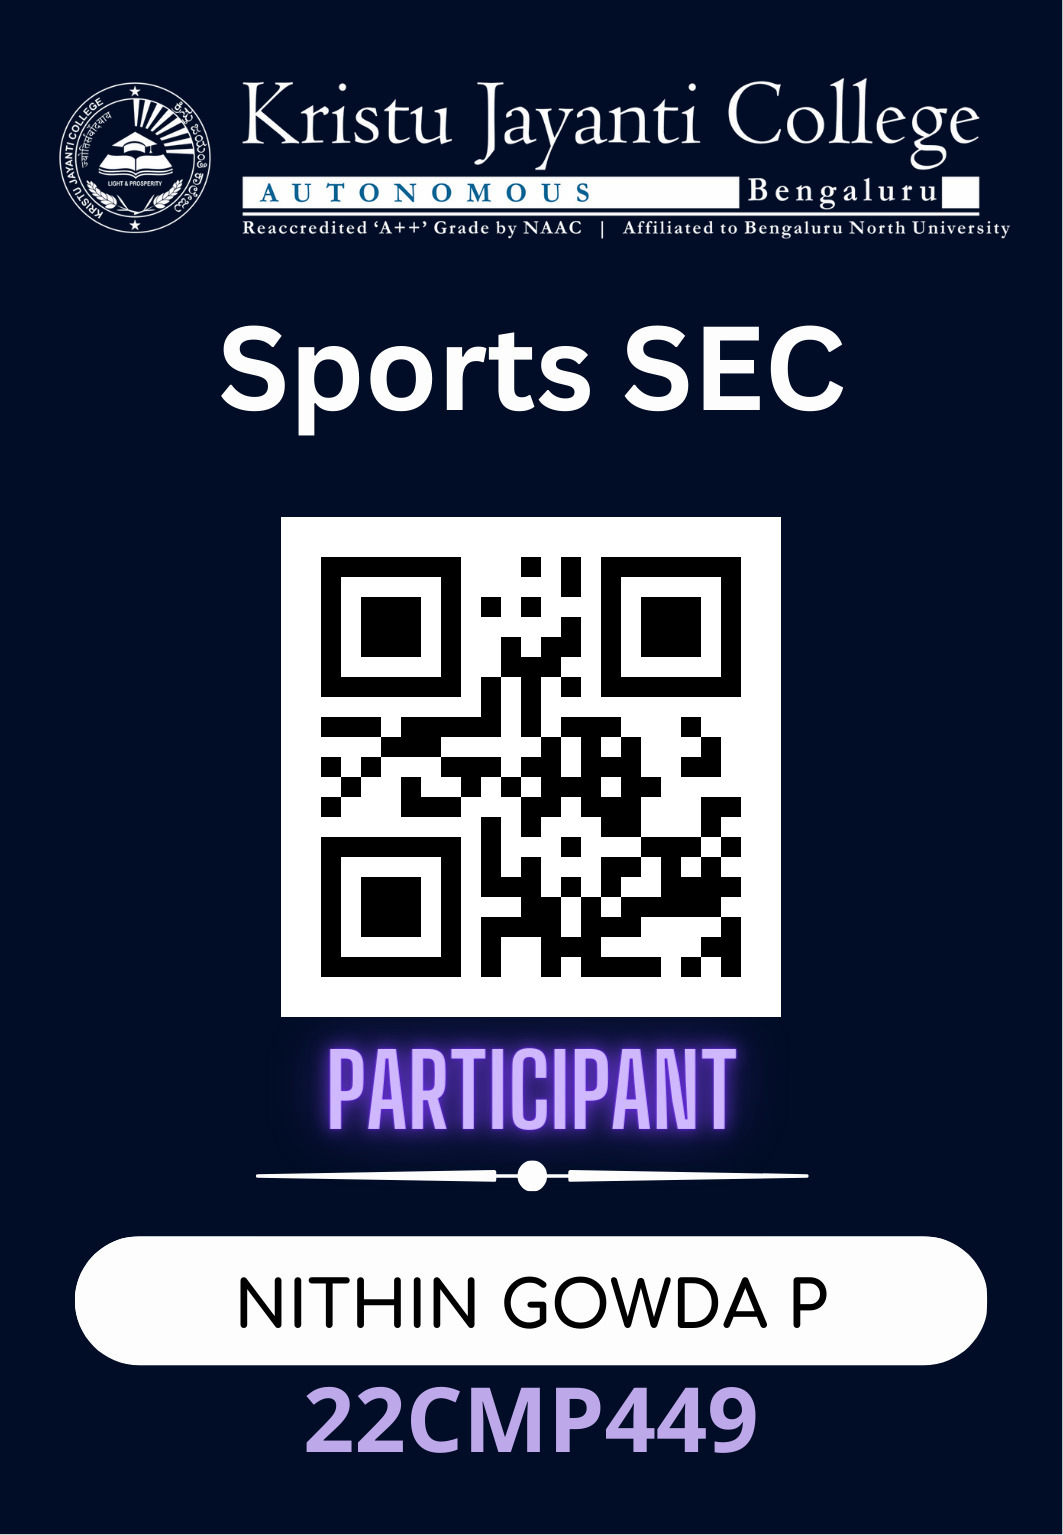 KRISTU JAYANTI COLLEGE
LIGHT & PROSPERITY
Kristu Jayanti College
AUTONOMOUS Bengaluru
Reaccredited ‘A++’ Grade by NAAC | Affiliated to Bengaluru North University
Sports SEC
PARTICIPANT
NITHIN GOWDA P
22CMP449